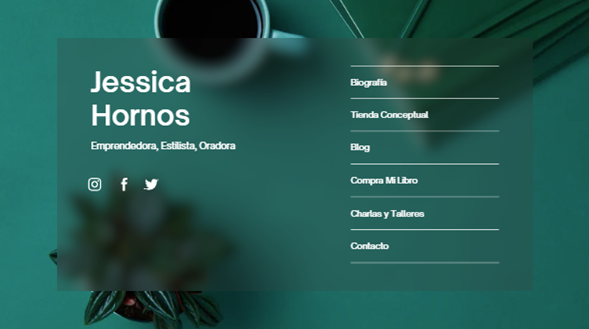 Jessica
Hornos
Emprendedora, Estilista, Oradora
Biografía
Tienda Conceptual
Blog
Compra Mi Libro
Charlas y Talleres
Contacto